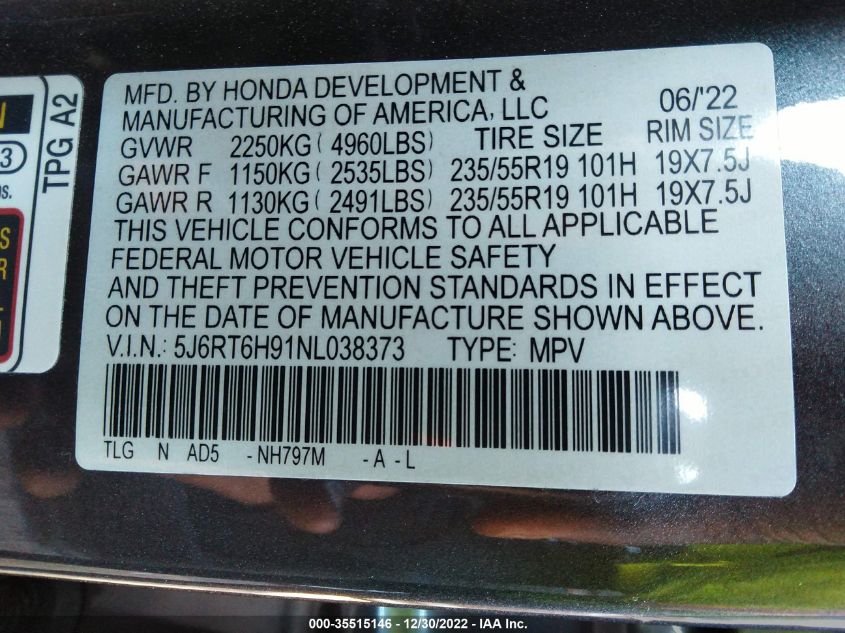 MFD. BY HONDA DEVELOPMENT &
MANUFACTURING OF AMERICA, LLC 06/'22
GVWR 2250KG ( 4960LBS) TIRE SIZE RIM SIZE
GAWR F 1150KG ( 2535LBS) 235/55R19 101H 19X7.5J
GAWR R 1130KG ( 2491LBS) 235/55R19 101H 19X7.5J
THIS VEHICLE CONFORMS TO ALL APPLICABLE
FEDERAL MOTOR VEHICLE SAFETY
AND THEFT PREVENTION STANDARDS IN EFFECT
ON THE DATE OF MANUFACTURE SHOWN ABOVE.
V.I.N.: 5J6RT6H91NL038373 TYPE: MPV
TLG N AD5 -NH797M -A -L
TPG A2
N
3
os.
S
R
000-35515146 - 12/30/2022 - IAA Inc.